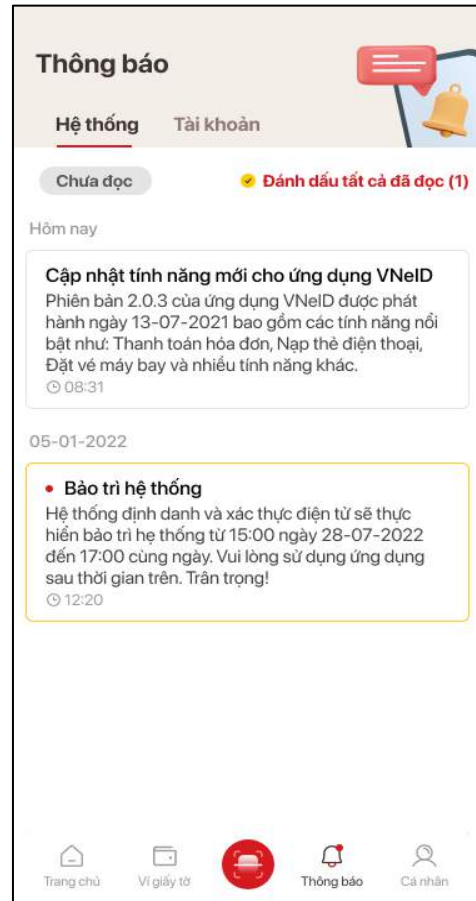 Thông báo
Hệ thống Tài khoản
Chưa đọc Đánh dấu tất cả đã đọc (1)
Hôm nay
Cập nhật tính năng mới cho ứng dụng VNeID
Phiên bản 2.0.3 của ứng dụng VNeID được phát
hành ngày 13-07-2021 bao gồm các tính năng nổi
bật như: Thanh toán hóa đơn, Nạp thẻ điện thoại,
Đặt vé máy bay và nhiều tính năng khác.
08:31
05-01-2022
Bảo trì hệ thống
Hệ thống định danh và xác thực điện tử sẽ thực
hiển bảo trì hẹ thống từ 15:00 ngày 28-07-2022
đến 17:00 cùng ngày. Vui lòng sử dụng ứng dụng
sau thời gian trên. Trân trọng!
12:20
Trang chủ Ví giấy tờ Thông báo Cá nhân